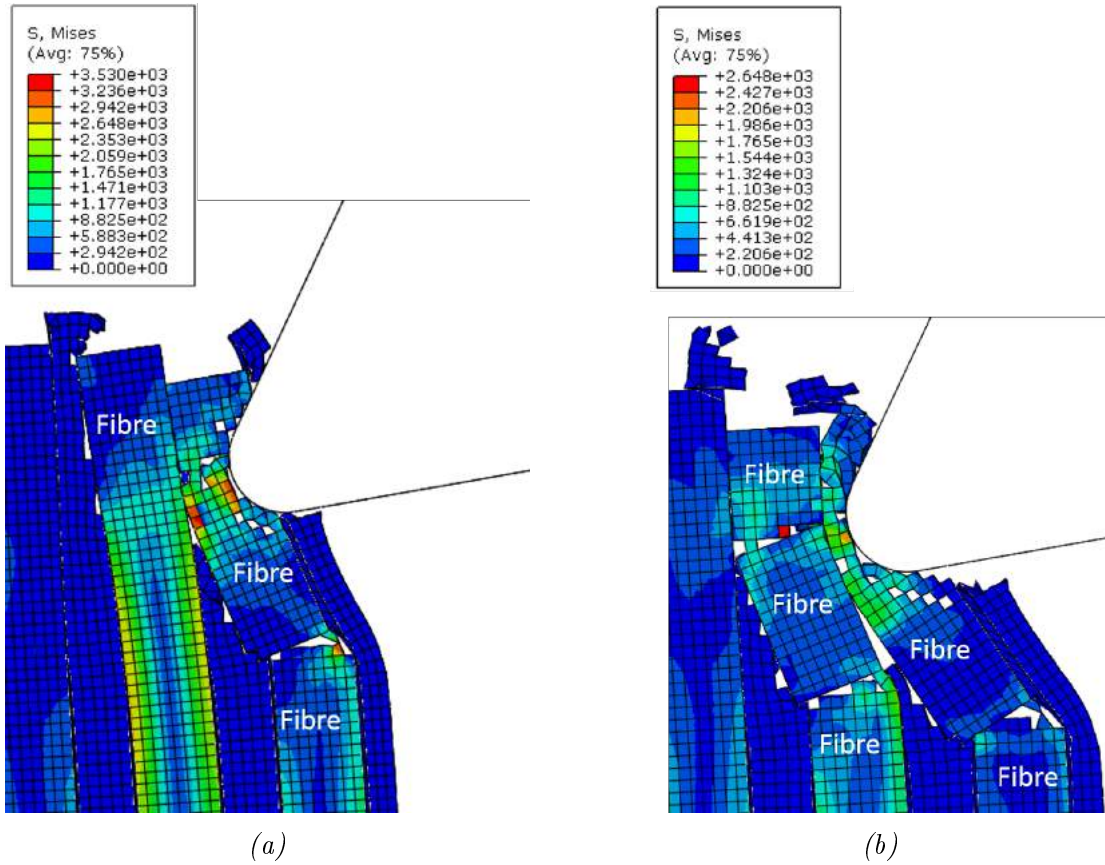 S, Mises
(Avg: 75%)
+3.530e+03
+3.236e+03
+2.942e+03
+2.648e+03
+2.353e+03
+2.059e+03
+1.765e+03
+1.471e+03
+1.177e+03
+8.825e+02
+5.883e+02
+2.942e+02
+0.000e+00
Fibre
Fibre
Fibre
(a)
S, Mises
(Avg: 75%)
+2.648e+03
+2.427e+03
+2.206e+03
+1.986e+03
+1.765e+03
+1.544e+03
+1.324e+03
+1.103e+03
+8.825e+02
+6.619e+02
+4.413e+02
+2.206e+02
+0.000e+00
Fibre
Fibre
Fibre
Fibre
Fibre
(b)